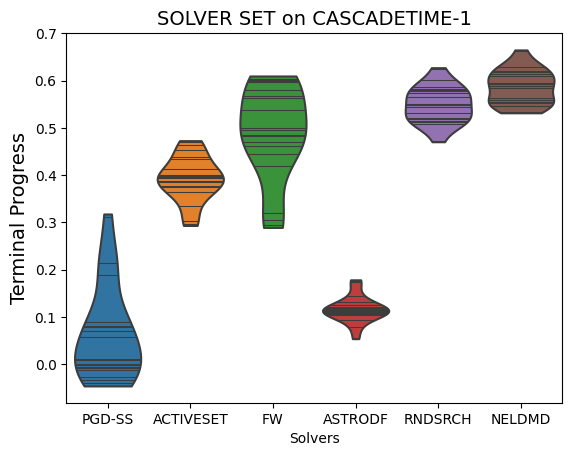 SOLVER SET on CASCADETIME-1
Terminal Progress
0.7
0.6
0.5
0.4
0.3
0.2
0.1
0.0
PGD-SS ACTIVESET FW ASTRODF RNDSRCH NELDMD
Solvers